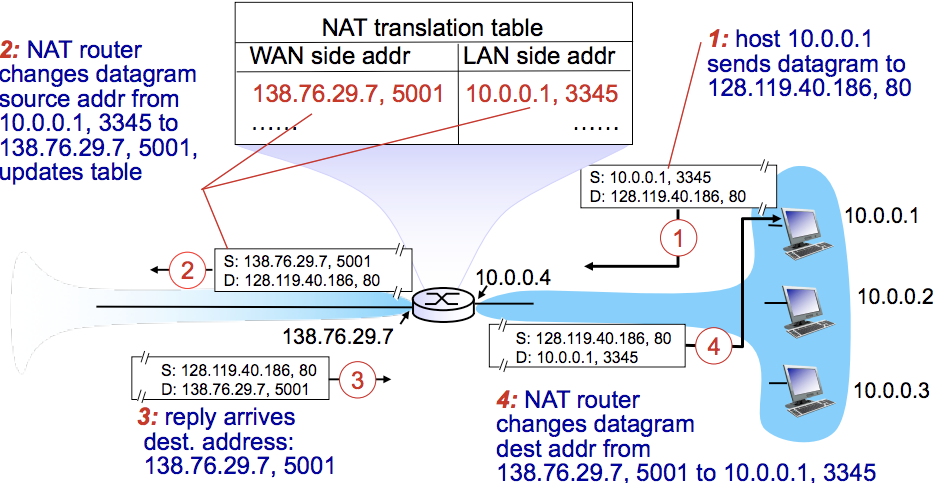 NAT translation table
WAN side addr LAN side addr
138.76.29.7, 5001 10.0.0.1, 3345
...... ......
2: NAT router
changes datagram
source addr from
10.0.0.1, 3345 to
138.76.29.7, 5001,
updates table
1: host 10.0.0.1
sends datagram to
128.119.40.186, 80
S: 10.0.0.1, 3345
D: 128.119.40.186, 80
1
10.0.0.1
S: 138.76.29.7, 5001
D: 128.119.40.186, 80
2
10.0.0.4
10.0.0.2
138.76.29.7
S: 128.119.40.186, 80
D: 10.0.0.1, 3345
4
S: 128.119.40.186, 80
D: 138.76.29.7, 5001
3
10.0.0.3
3: reply arrives
dest. address:
138.76.29.7, 5001
4: NAT router
changes datagram
dest addr from
138.76.29.7, 5001 to 10.0.0.1, 3345